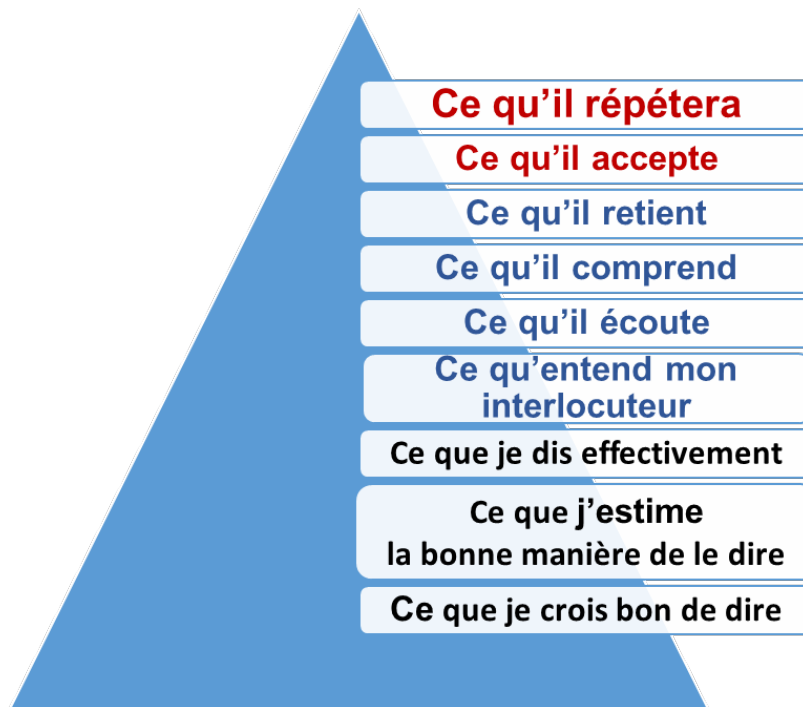 Ce qu’il répétera
Ce qu’il accepte
Ce qu’il retient
Ce qu’il comprend
Ce qu’il écoute
Ce qu’entend mon
interlocuteur
Ce que je dis effectivement
Ce que j’estime
la bonne manière de le dire
Ce que je crois bon de dire